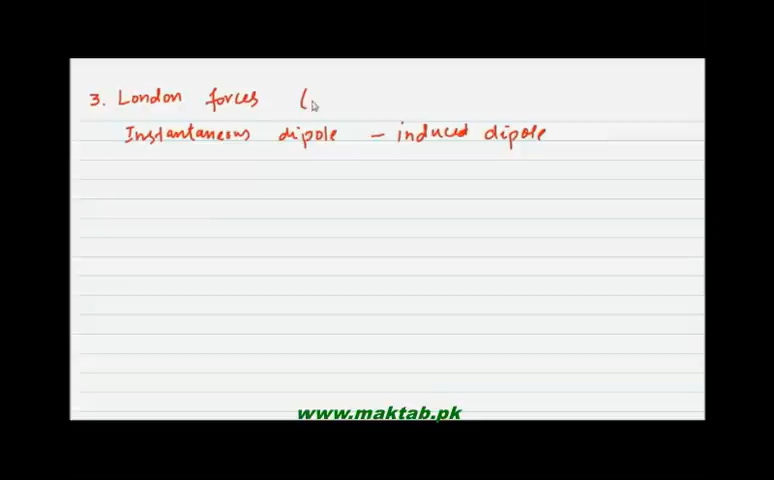 3. London forces (
Instantaneous dipole - induced dipole
www.maktab.pk